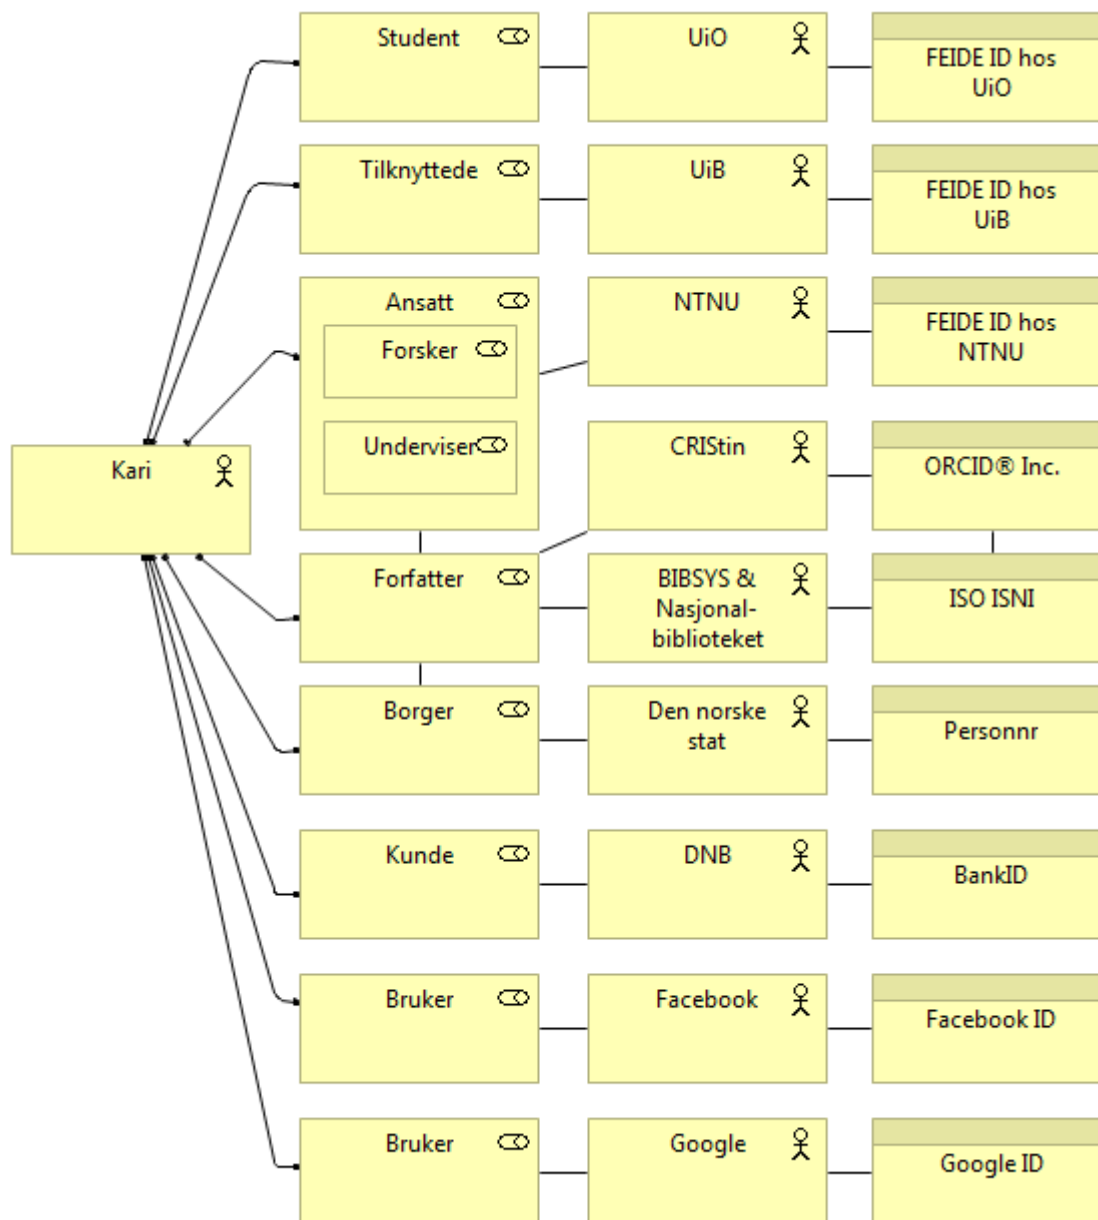 Student
UiO
FEIDE ID hos
UiO
Tilknyttede
UiB
FEIDE ID hos
UiB
Ansatt
Forsker
Underviser
NTNU
FEIDE ID hos
NTNU
Kari
CRIStin
ORCID® Inc.
Forfatter
BIBSYS &
Nasjonal-
biblioteket
ISO ISNI
Borger
Den norske
stat
Personnr
Kunde
DNB
BankID
Bruker
Facebook
Facebook ID
Bruker
Google
Google ID